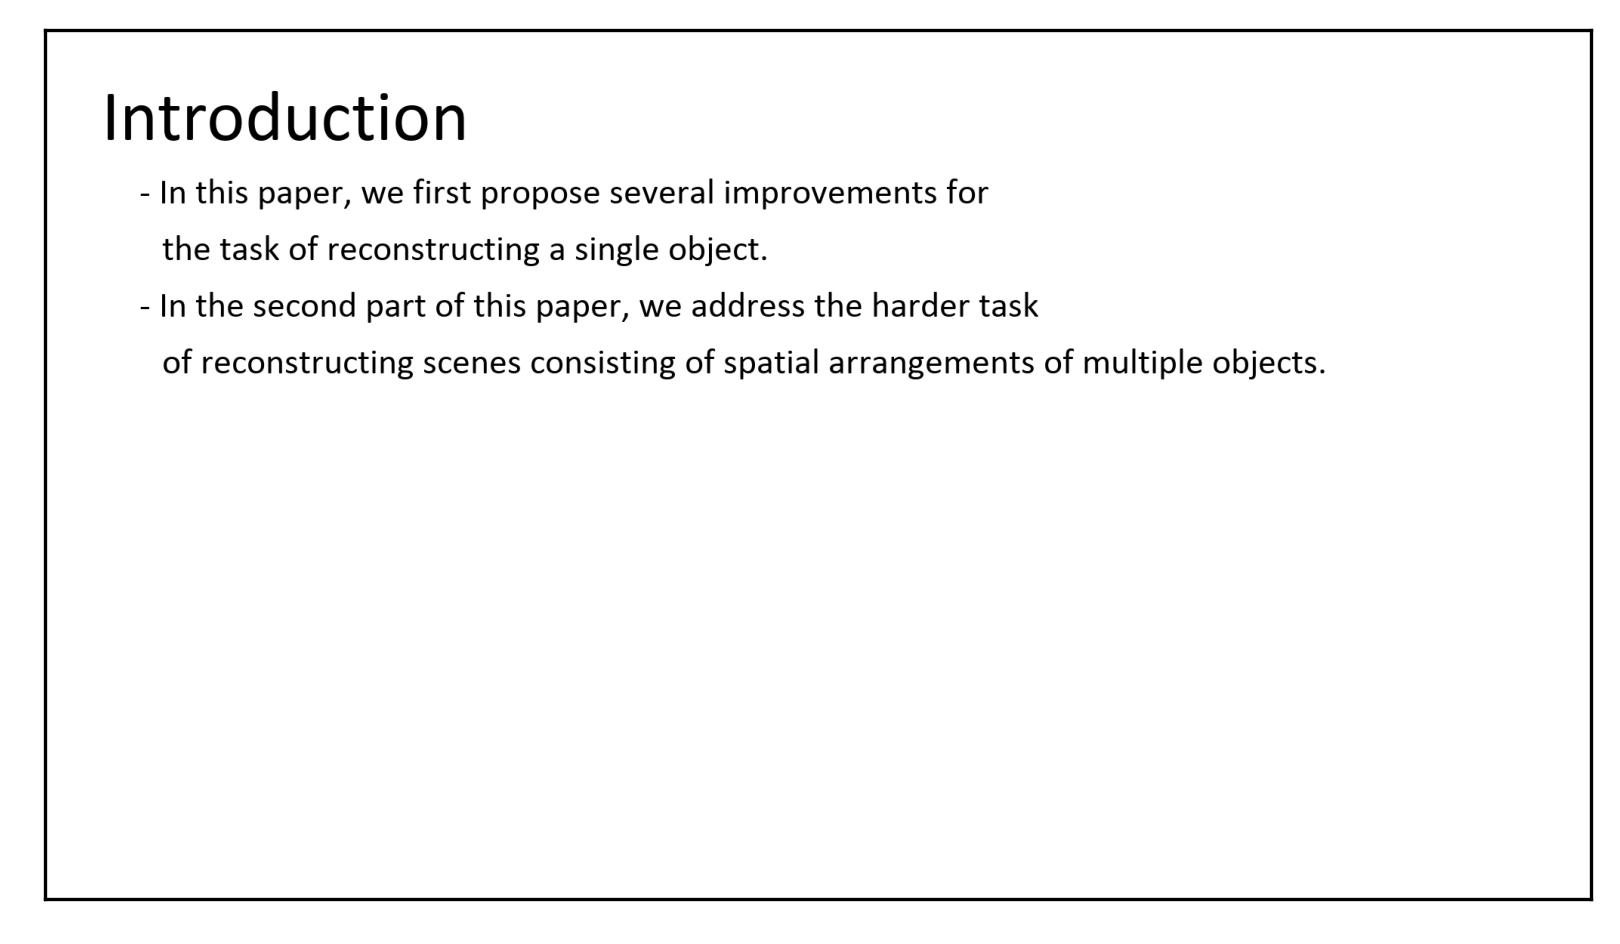 Introduction
- In this paper, we first propose several improvements for
the task of reconstructing a single object.
- In the second part of this paper, we address the harder task
of reconstructing scenes consisting of spatial arrangements of multiple objects.